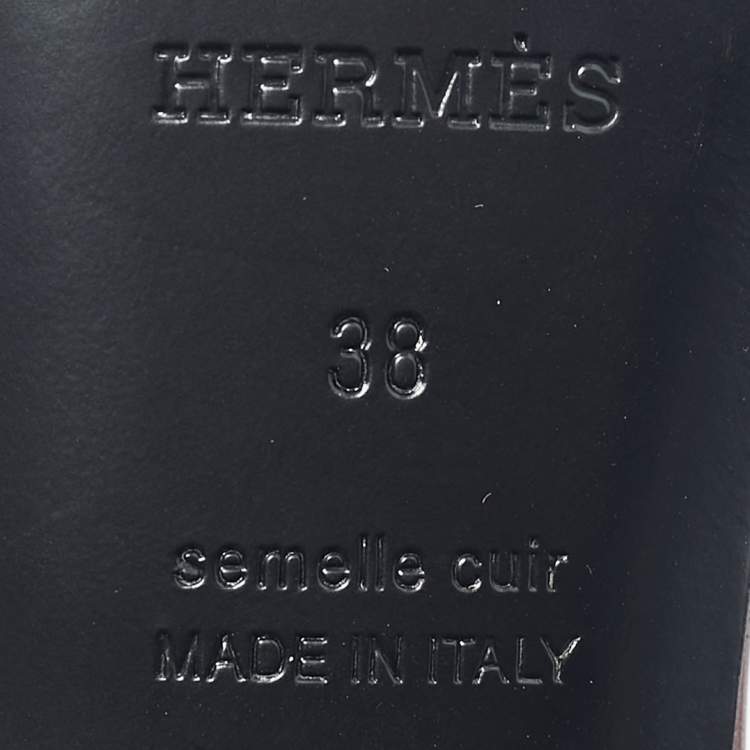 HERMÈS
38
semelle cuir
MADE IN ITALY